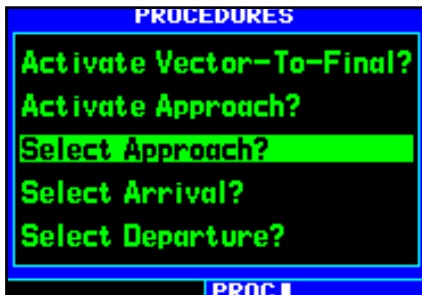 PROCEDURES
Activate Vector-To-Final?
Activate Approach?
Select Approach?
Select Arrival?
Select Departure?
PROC